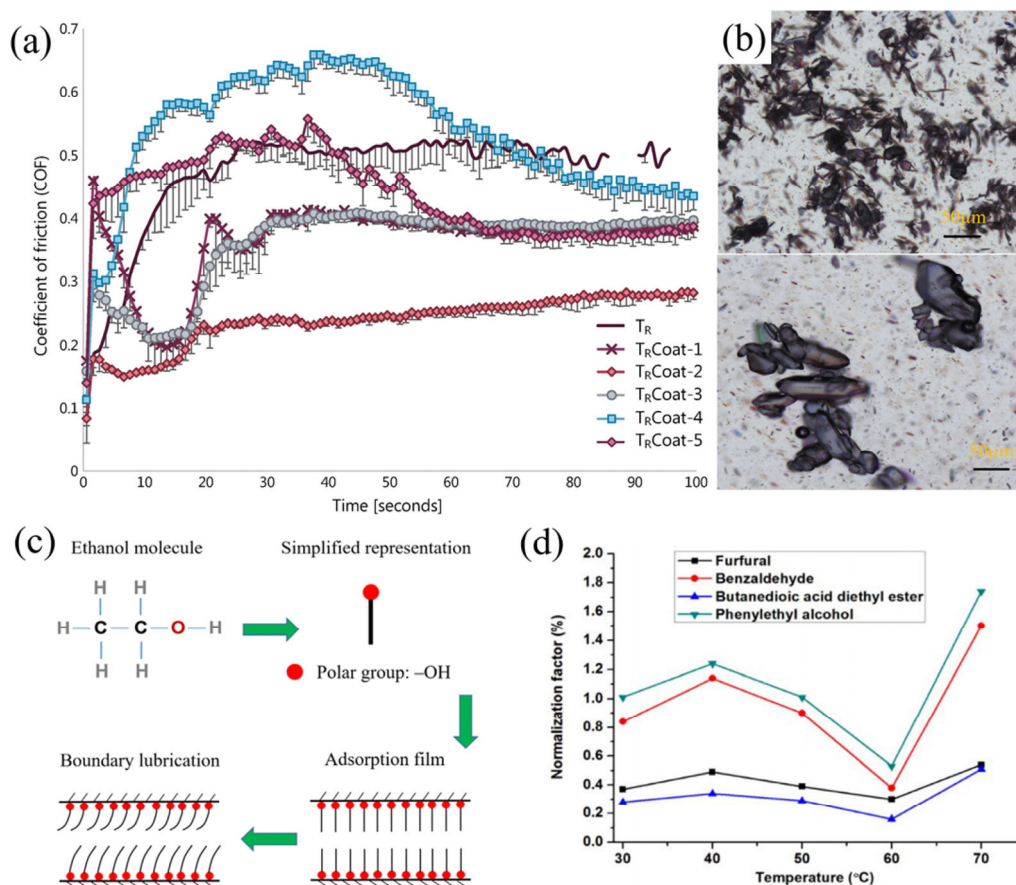 (a)
0.7
0.6
0.5
0.4
0.3
0.2
0.1
0
Coefficient of friction (COF)
0 10 20 30 40 50 60 70 80 90 100
Time [seconds]
TR
TRCoat-1
TRCoat-2
TRCoat-3
TRCoat-4
TRCoat-5
(b)
50μm
50μm
(c)
Ethanol molecule
H H
H C C O H
H H
Simplified representation
Polar group: –OH
Boundary lubrication
Adsorption film
(d)
2.0
1.8
1.6
1.4
1.2
1.0
0.8
0.6
0.4
0.2
0.0
Normalization factor (%)
Furfural
Benzaldehyde
Butanedioic acid diethyl ester
Phenylethyl alcohol
30 40 50 60 70
Temperature (°C)